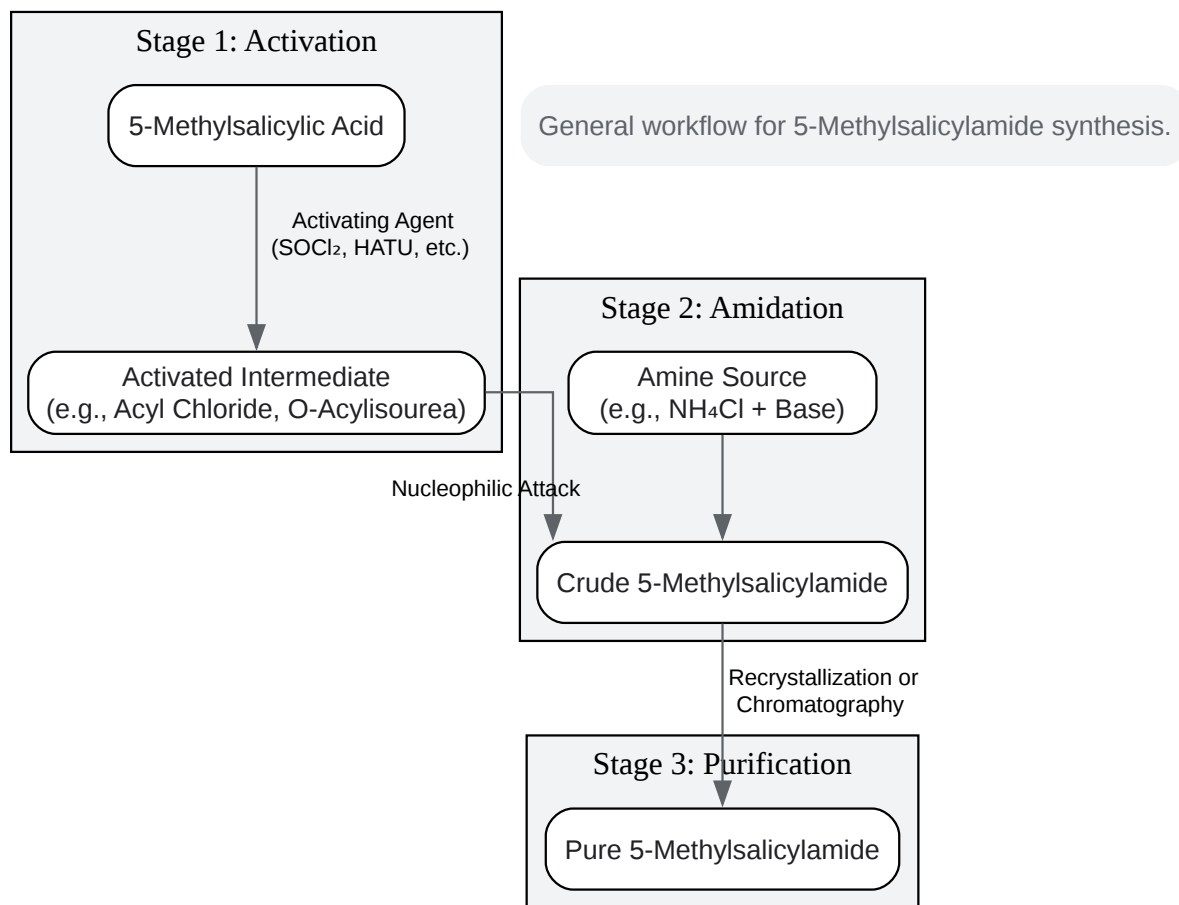 Stage 1: Activation
5-Methylsalicylic Acid
General workflow for 5-Methylsalicylamide synthesis.
Activating Agent
(SOCl₂, HATU, etc.)
Stage 2: Amidation
Activated Intermediate
(e.g., Acyl Chloride, O-Acylisourea)
Amine Source
(e.g., NH₄Cl + Base)
Nucleophilic Attack
Crude 5-Methylsalicylamide
Recrystallization or
Chromatography
Stage 3: Purification
Pure 5-Methylsalicylamide